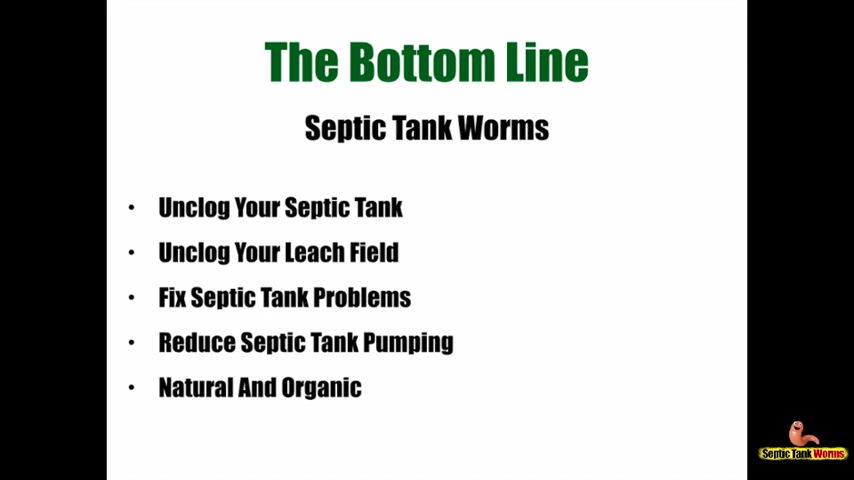 The Bottom Line
Septic Tank Worms
• Unclog Your Septic Tank
• Unclog Your Leach Field
• Fix Septic Tank Problems
• Reduce Septic Tank Pumping
• Natural And Organic
Septic Tank Worms